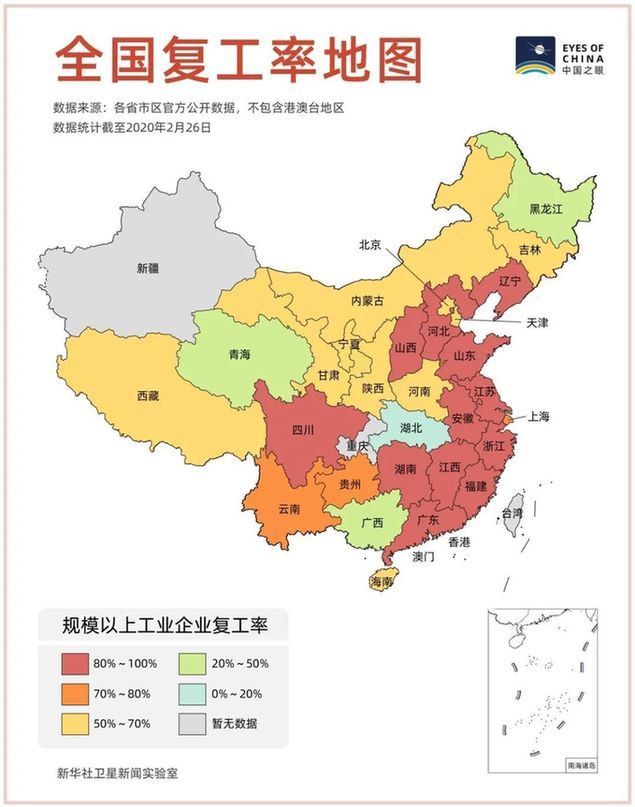 全国复工率地图
EYES OF
CHINA
中国之眼
数据来源：各省市区官方公开数据，不包含港澳台地区
数据统计截至2020年2月26日
黑龙江
吉林
北京
辽宁
新疆
内蒙古
天津
河北
宁夏
山西
山东
青海
甘肃
陕西
河南
西藏
江苏
上海
安徽
四川
湖北
重庆
浙江
湖南
江西
贵州
福建
云南
广西
广东
台湾
香港
澳门
海南
规模以上工业企业复工率
80%~100%
20%~50%
70%~80%
0%~20%
50%~70%
暂无数据
南海诸岛
新华社卫星新闻实验室